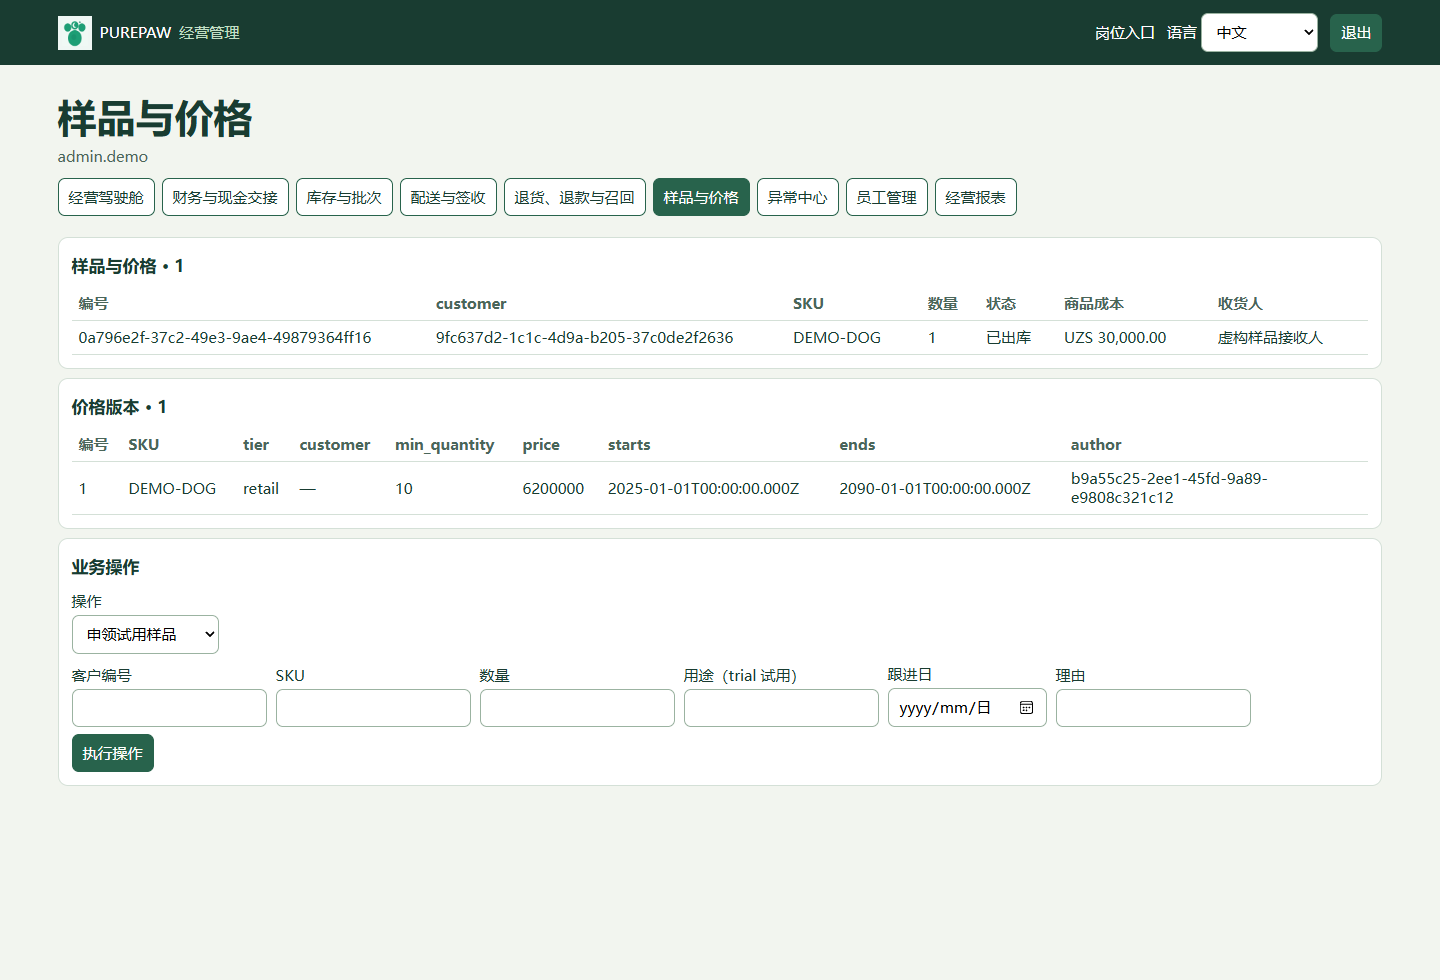 PUREPAW 经营管理
岗位入口 语言 中文 退出
样品与价格
admin.demo
经营驾驶舱 财务与现金交接 库存与批次 配送与签收 退货、退款与召回 样品与价格 异常中心 员工管理 经营报表
样品与价格 • 1
编号 customer SKU 数量 状态 商品成本 收货人
0a796e2f-37c2-49e3-9ae4-49879364ff16 9fc637d2-1c1c-4d9a-b205-37c0de2f2636 DEMO-DOG 1 已出库 UZS 30,000.00 虚构样品接收人
价格版本 • 1
编号 SKU tier customer min_quantity price starts ends author
1 DEMO-DOG retail — 10 6200000 2025-01-01T00:00:00.000Z 2090-01-01T00:00:00.000Z b9a55c25-2ee1-45fd-9a89-
e9808c321c12
业务操作
操作
申领试用样品
客户编号 SKU 数量 用途（trial 试用） 跟进日 理由
yyyy/mm/日
执行操作